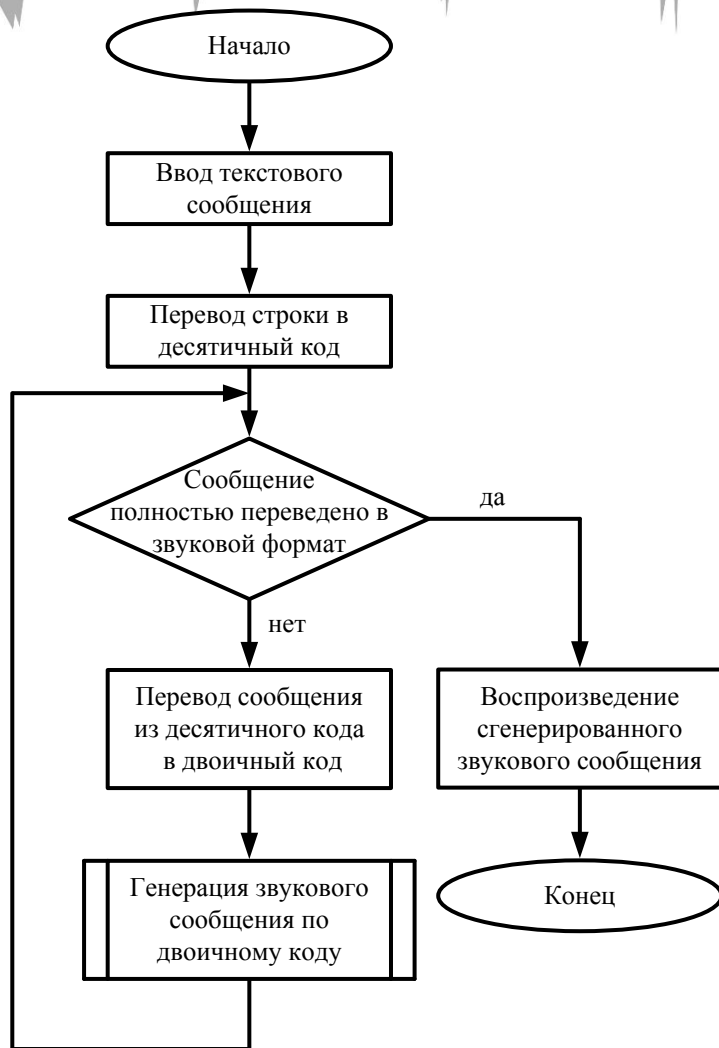 Начало
Ввод текстового
сообщения
Перевод строки в
десятичный код
Сообщение
полностью переведено в
звуковой формат
да
нет
Перевод сообщения
из десятичного кода
в двоичный код
Воспроизведение
сгенерированного
звукового сообщения
Генерация звукового
сообщения по
двоичному коду
Конец